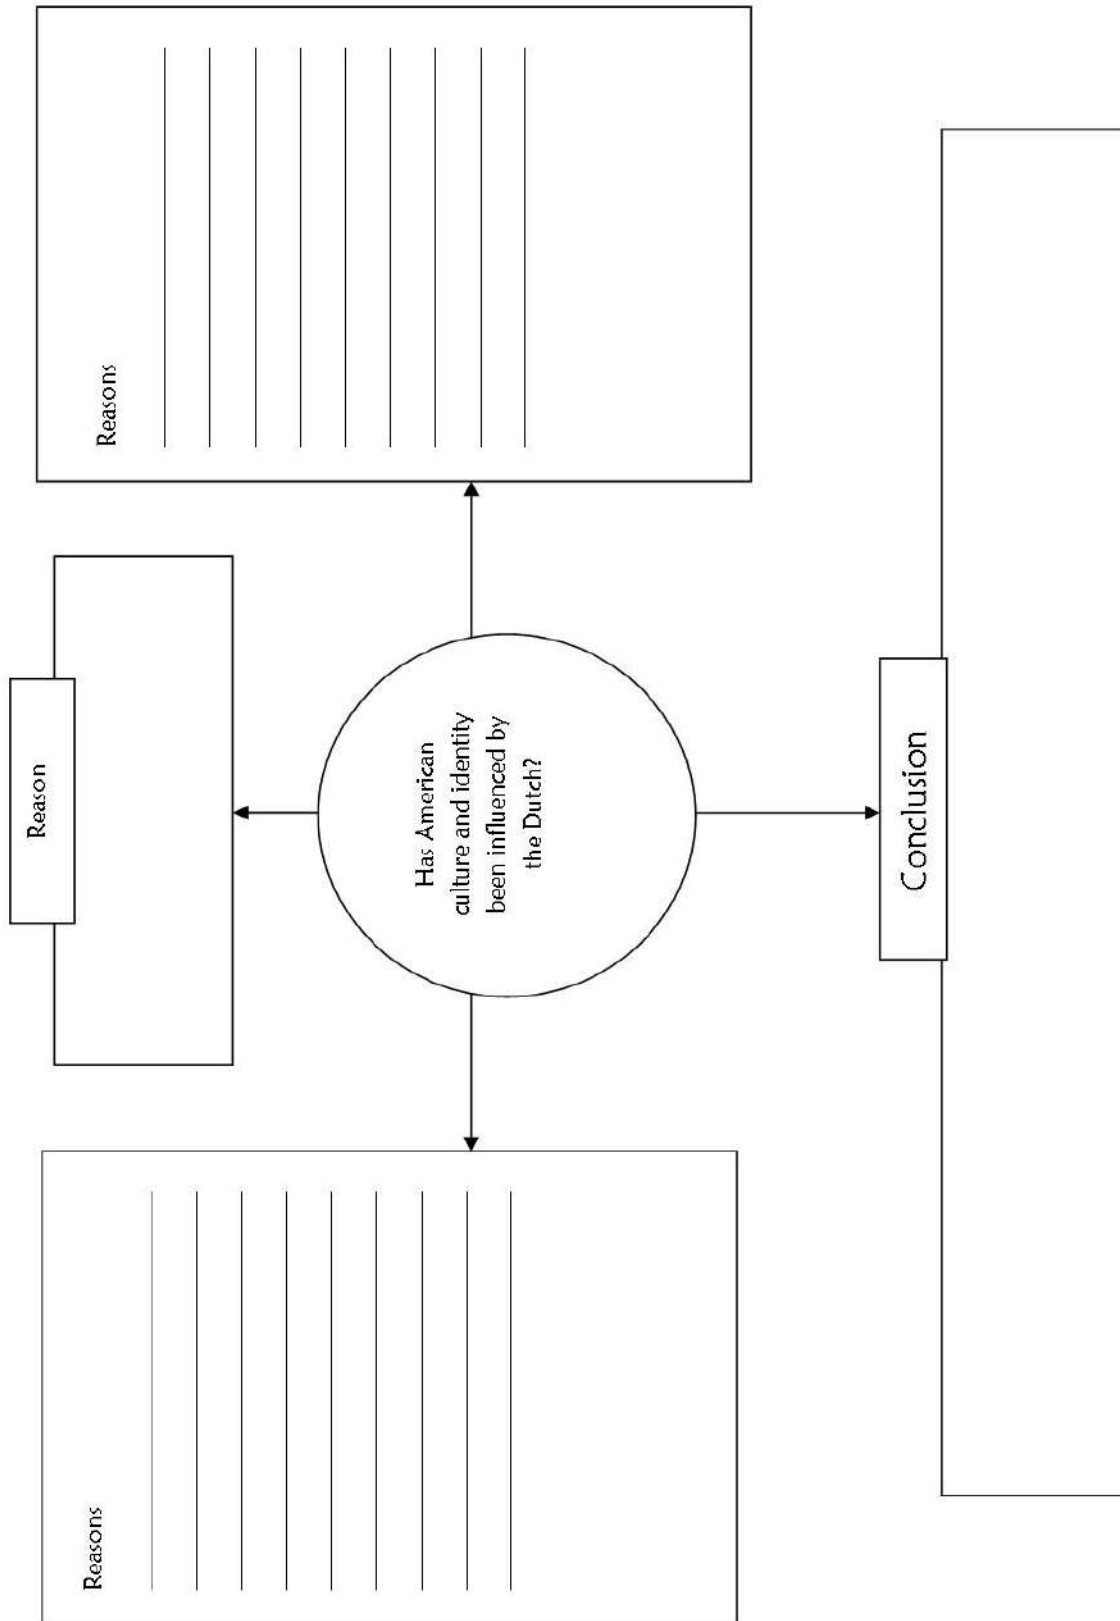 Reason
Reasons
Has American
culture and identity
been influenced by
the Dutch?
Reasons
Conclusion